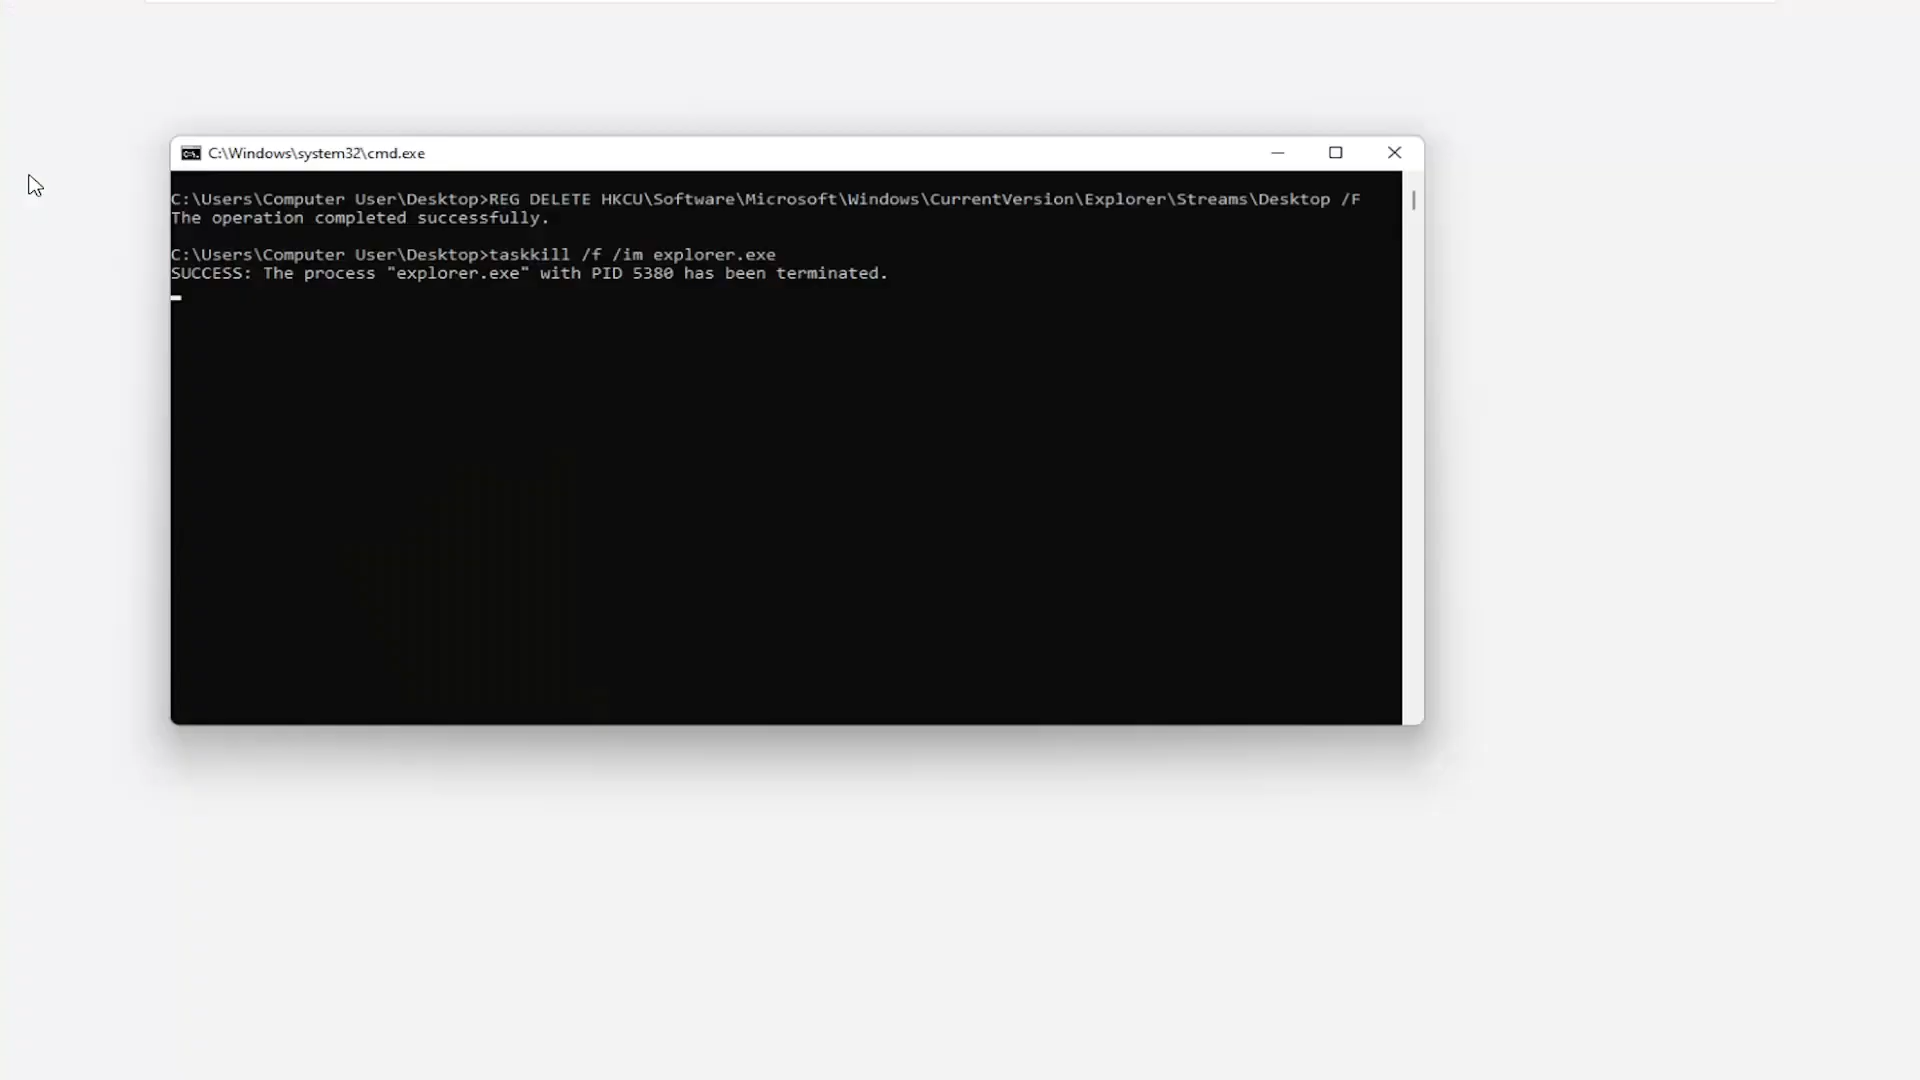 C:\Windows\system32\cmd.exe
C:\Users\Computer User\Desktop>REG DELETE HKCU\Software\Microsoft\Windows\CurrentVersion\Explorer\Streams\Desktop /F
The operation completed successfully.
C:\Users\Computer User\Desktop>taskkill /f /im explorer.exe
SUCCESS: The process "explorer.exe" with PID 5380 has been terminated.